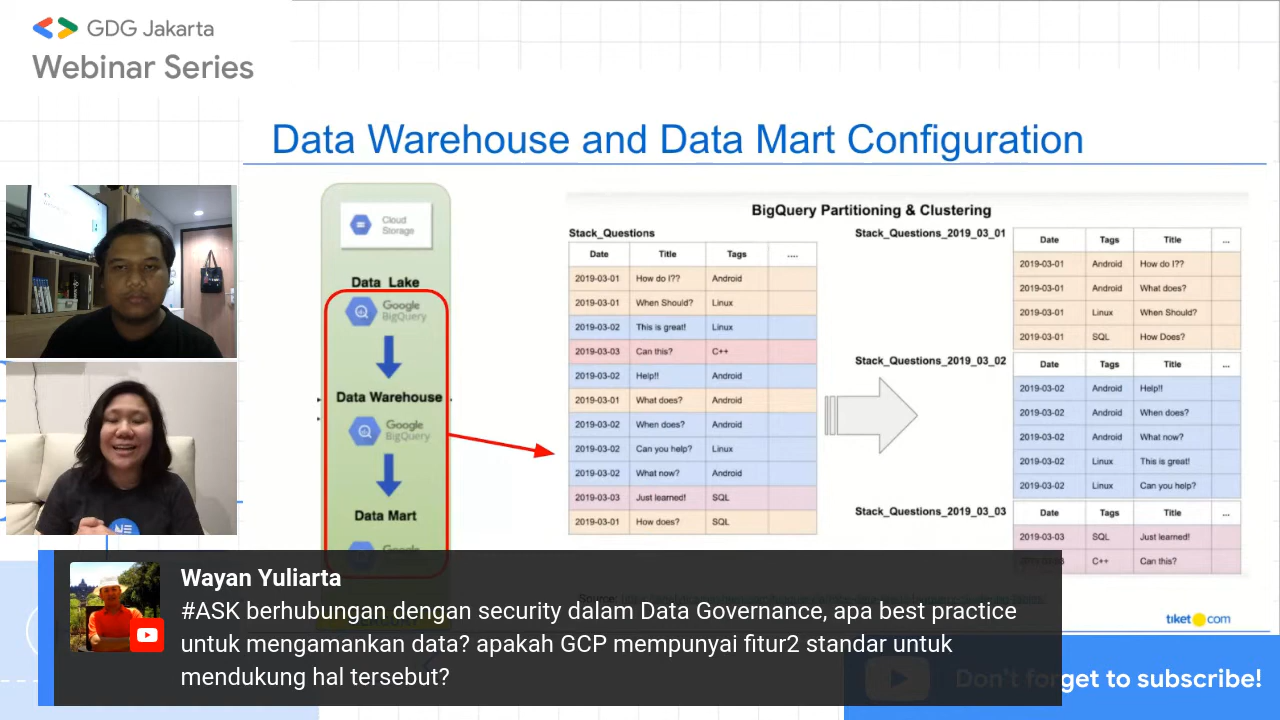 GDG Jakarta
Webinar Series
Data Warehouse and Data Mart Configuration
Cloud
Storage
Data Lake
Google
BigQuery
Data Warehouse
Google
BigQuery
Data Mart
BigQuery Partitioning & Clustering
Stack_Questions
Date Title Tags ....
2019-03-01 How do I?? Android
2019-03-01 When Should? Linux
2019-03-02 This is great! Linux
2019-03-03 Can this? C++
2019-03-02 Help!! Android
2019-03-01 What does? Android
2019-03-02 When does? Android
2019-03-02 Can you help? Linux
2019-03-02 What now? Android
2019-03-03 Just learned! SQL
2019-03-01 How does? SQL
Stack_Questions_2019_03_01
Date Tags Title ...
2019-03-01 Android How do I??
2019-03-01 Android What does?
2019-03-01 Linux When Should?
2019-03-01 SQL How Does?
Stack_Questions_2019_03_02
Date Tags Title ...
2019-03-02 Android Help!!
2019-03-02 Android When does?
2019-03-02 Android What now?
2019-03-02 Linux This is great!
2019-03-02 Linux Can you help?
Stack_Questions_2019_03_03
Date Tags Title ...
2019-03-03 SQL Just learned!
2019-03-03 C++ Can this?
tiket com
Wayan Yuliarta
#ASK berhubungan dengan security dalam Data Governance, apa best practice
untuk mengamankan data? apakah GCP mempunyai fitur2 standar untuk
mendukung hal tersebut?
Don't forget to subscribe!